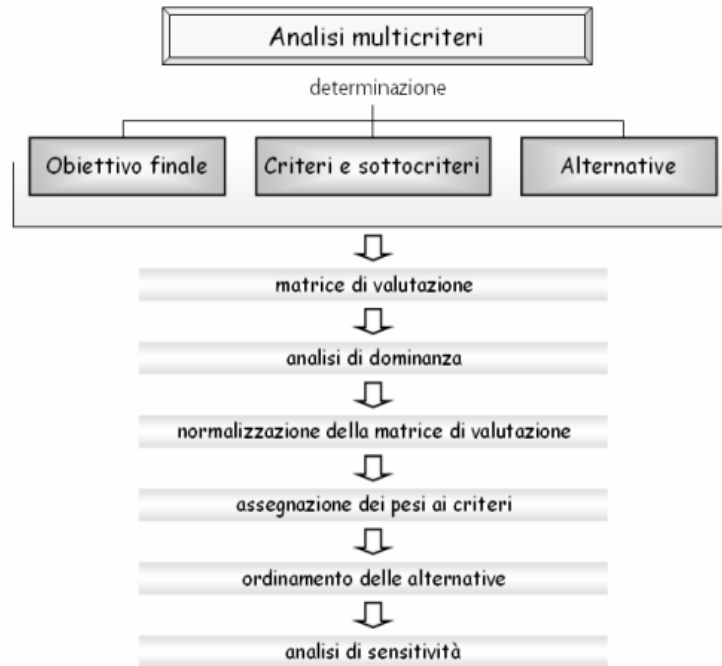 Analisi multicriteri
determinazione
Obiettivo finale
Criteri e sottocriteri
Alternative
matrice di valutazione
analisi di dominanza
normalizzazione della matrice di valutazione
assegnazione dei pesi ai criteri
ordinamento delle alternative
analisi di sensitività